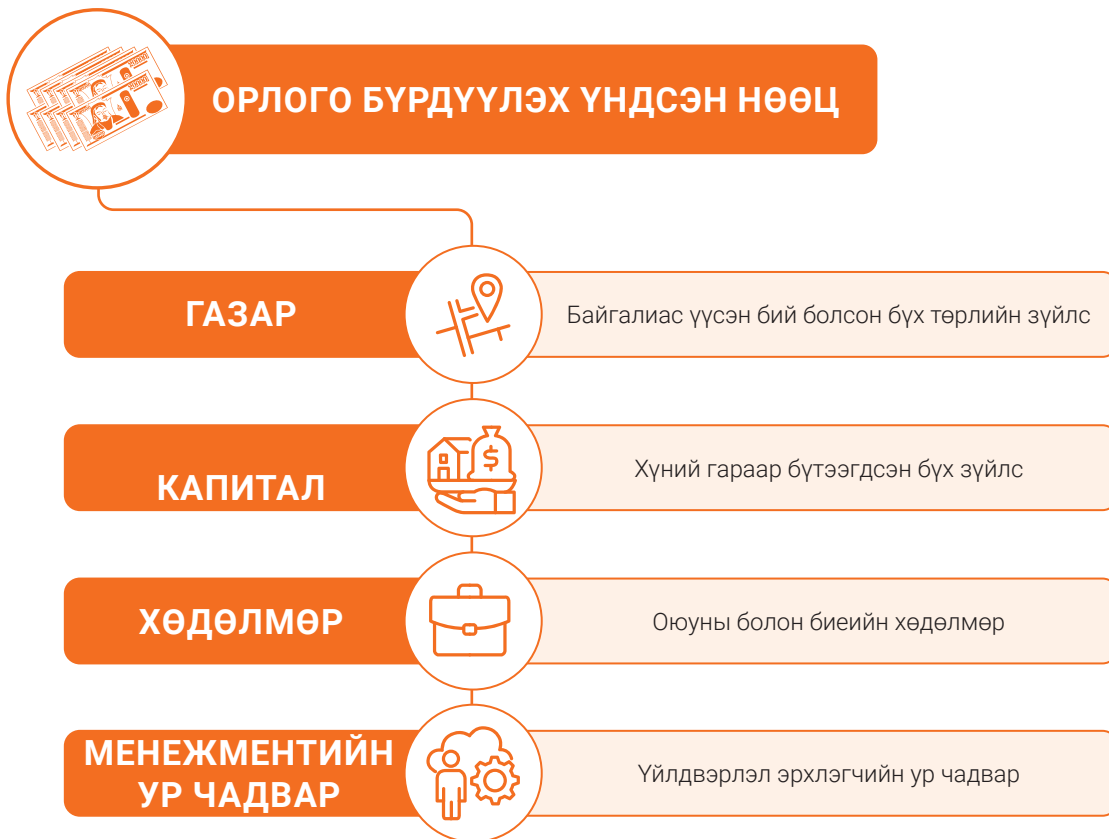 ОРЛОГО БҮРДҮҮЛЭХ ҮНДСЭН НӨӨЦ
ГАЗАР
Байгалиас үүсэн бий болсон бүх төрлийн зүйлс
КАПИТАЛ
$
Хүний гараар бүтээгдсэн бүх зүйлс
ХӨДӨЛМӨР
Оюуны болон биеийн хөдөлмөр
МЕНЕЖМЕНТИЙН
УР ЧАДВАР
Үйлдвэрлэл эрхлэгчийн ур чадвар